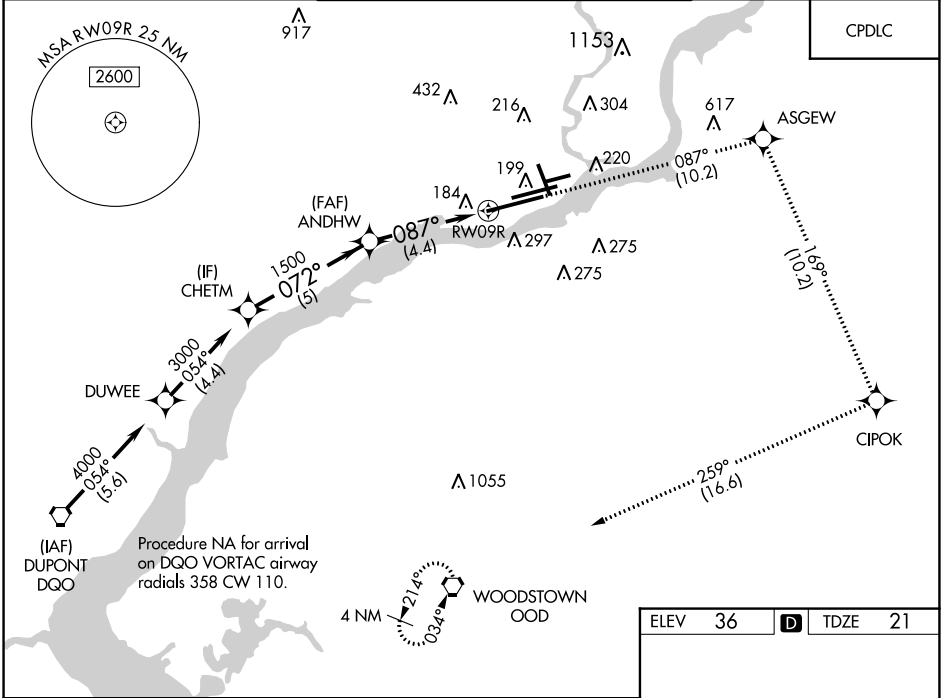 MSA RW09R 25 NM
2600
917
1153
CPDLC
432
216
304
617
ASGEW
199
220
087°
(10.2)
184
(FAF)
ANDHW
087°
(4.4)
RW09R
297
275
275
169°
(10.2)
(IF)
CHETM
1500
072°
(5)
3000
054°
(4.4)
DUWEE
4000
054°
(5.6)
CIPOK
259°
(16.6)
1055
(IAF)
DUPONT
DQO
Procedure NA for arrival
on DQO VORTAC airway
radials 358 CW 110.
4 NM
214°
034°
WOODSTOWN
OOD
ELEV 36 D TDZE 21